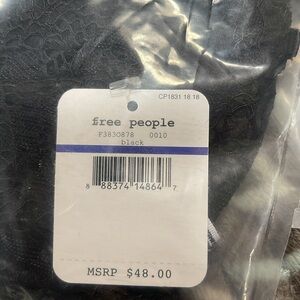 CP1831 18 18
free people
F3830878 0010
black
8 88374 14864 7
MSRP $48.00